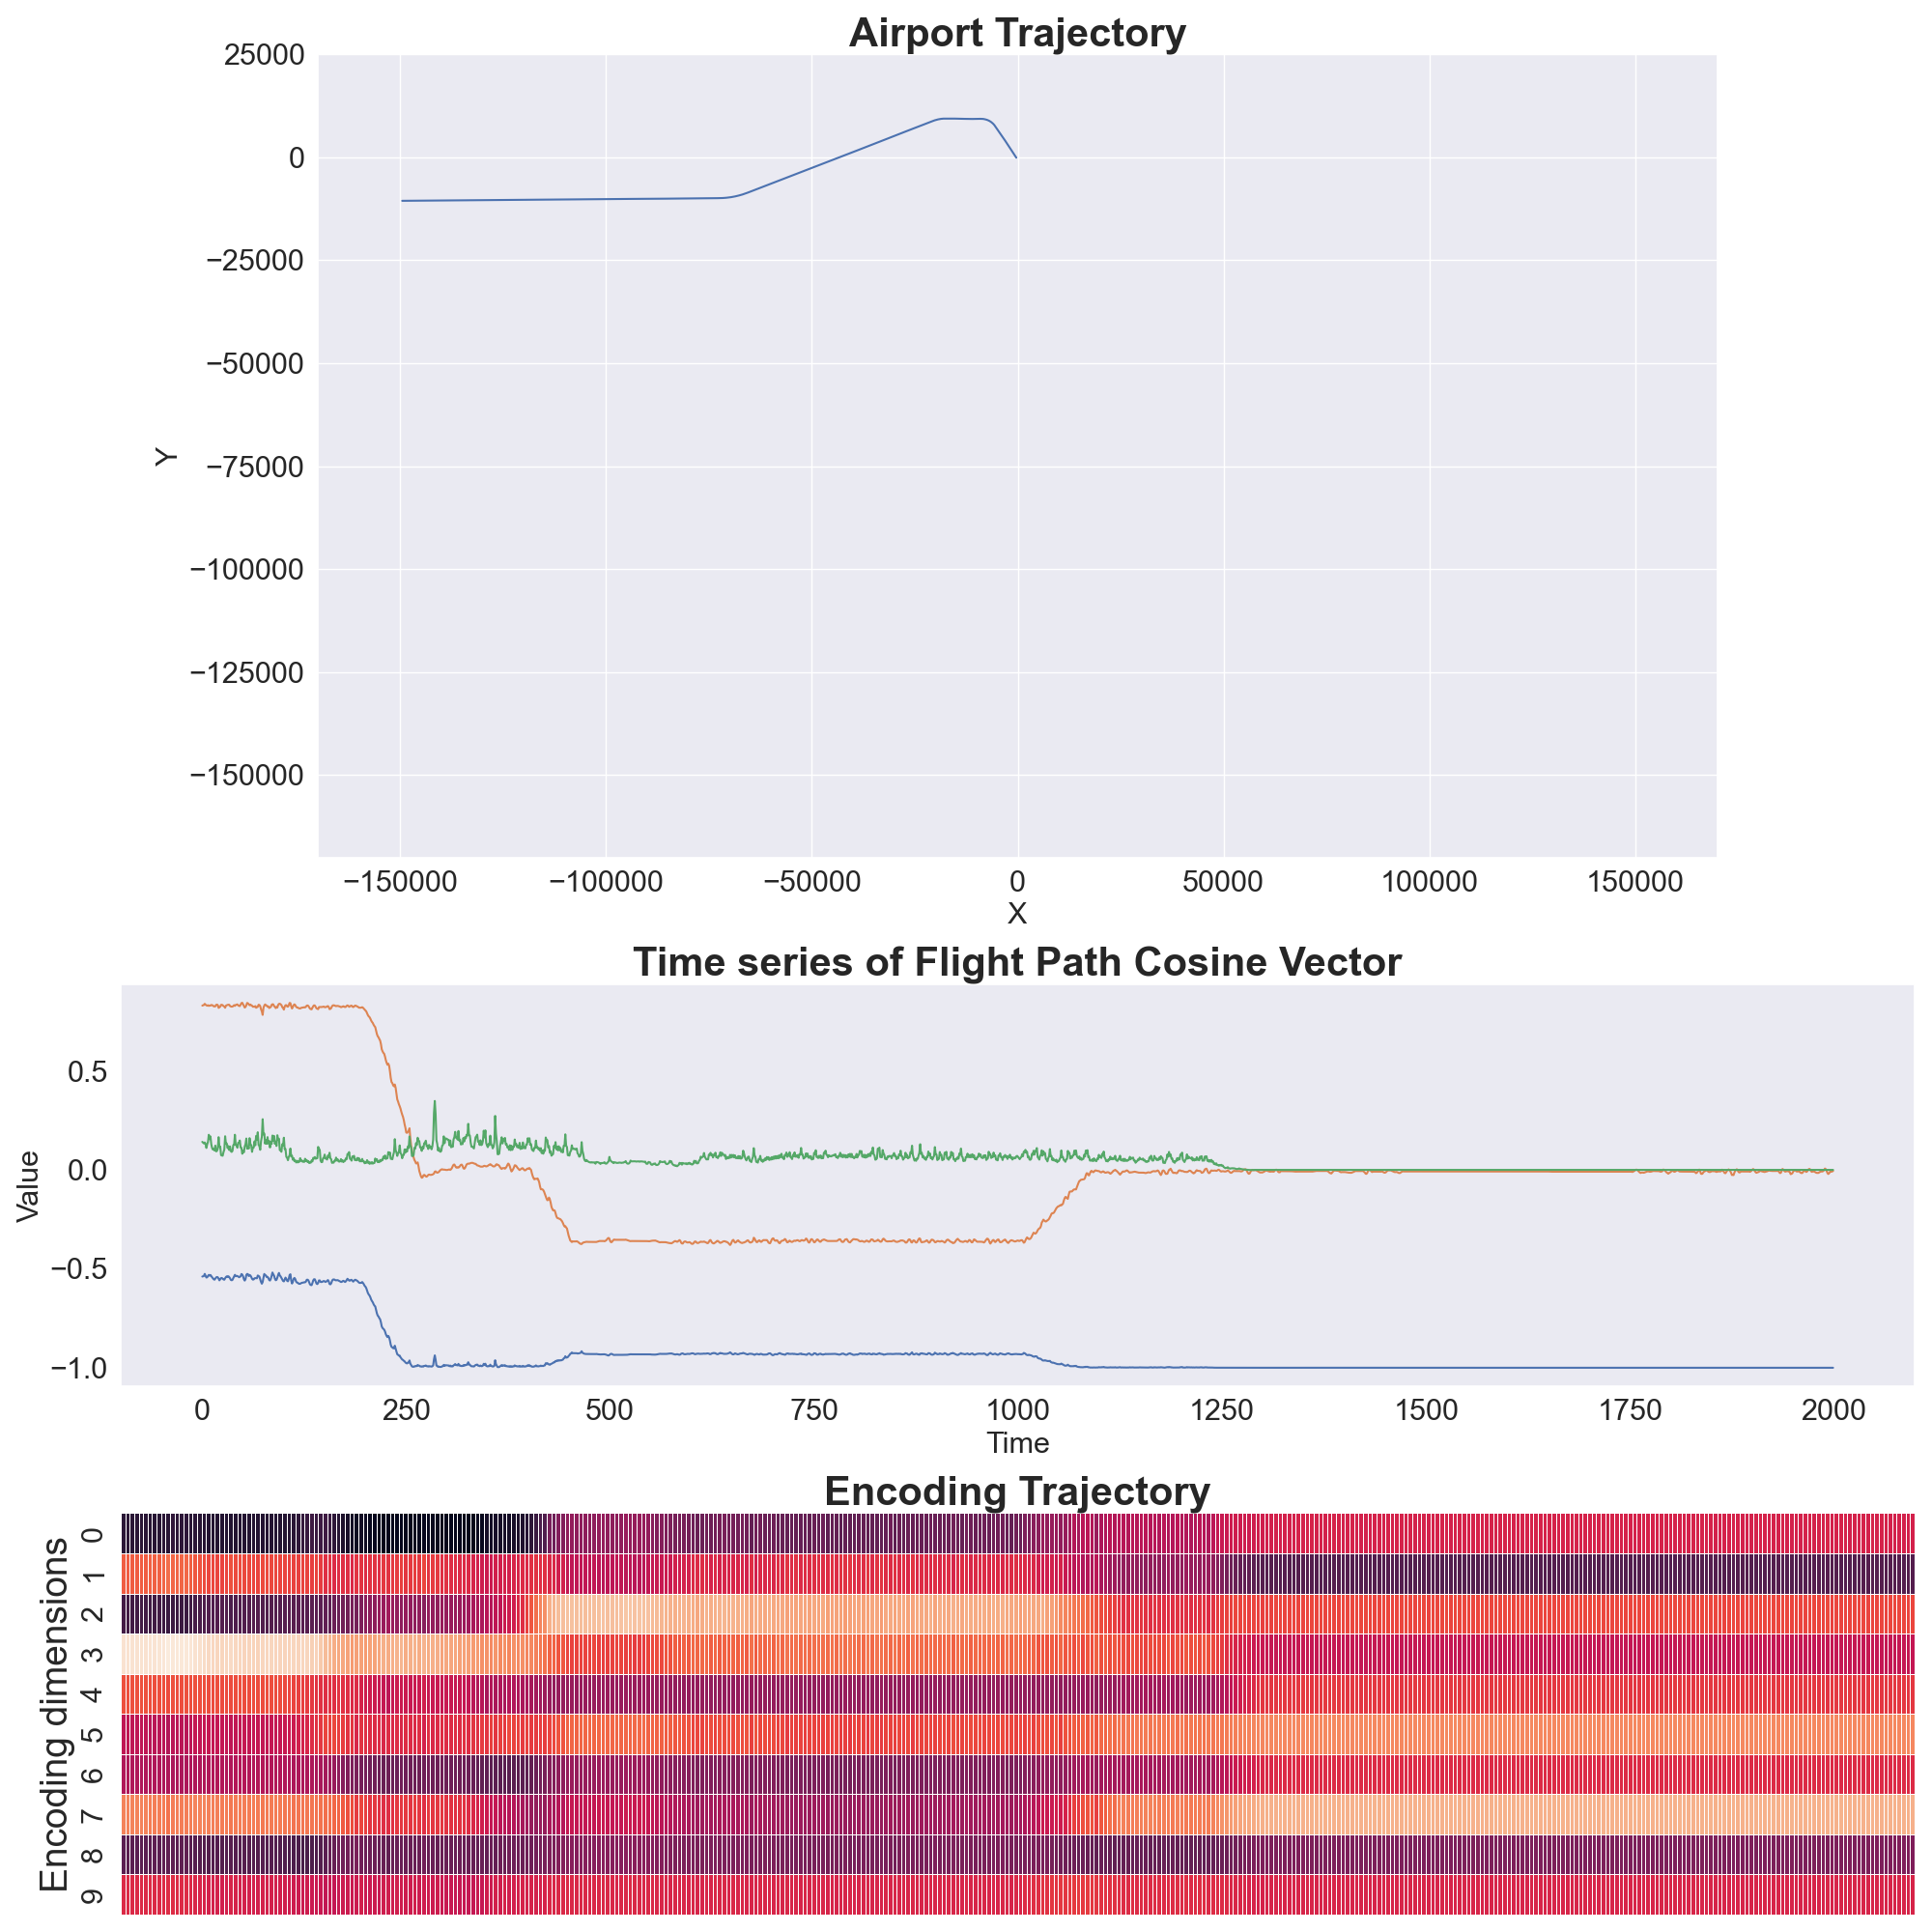 Airport Trajectory
25000
0
−25000
−50000
−75000
−100000
−125000
−150000
Y
−150000 −100000 −50000 0 50000 100000 150000
X
Time series of Flight Path Cosine Vector
0.5
0.0
−0.5
−1.0
Value
0 250 500 750 1000 1250 1500 1750 2000
Time
Encoding Trajectory
Encoding dimensions
0
1
2
3
4
5
6
7
8
9